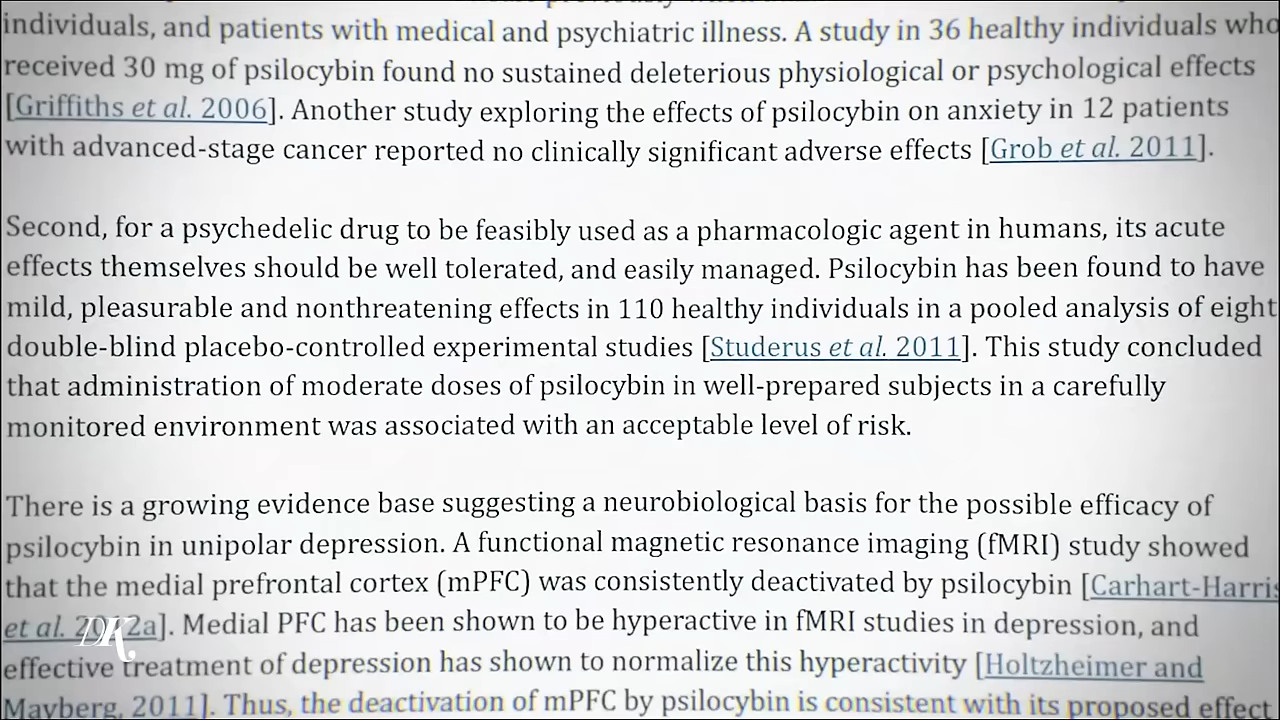 individuals, and patients with medical and psychiatric illness. A study in 36 healthy individuals who
received 30 mg of psilocybin found no sustained deleterious physiological or psychological effects
[Griffiths et al. 2006]. Another study exploring the effects of psilocybin on anxiety in 12 patients
with advanced-stage cancer reported no clinically significant adverse effects [Grob et al. 2011].
Second, for a psychedelic drug to be feasibly used as a pharmacologic agent in humans, its acute
effects themselves should be well tolerated, and easily managed. Psilocybin has been found to have
mild, pleasurable and nonthreatening effects in 110 healthy individuals in a pooled analysis of eight
double-blind placebo-controlled experimental studies [Studerus et al. 2011]. This study concluded
that administration of moderate doses of psilocybin in well-prepared subjects in a carefully
monitored environment was associated with an acceptable level of risk.
There is a growing evidence base suggesting a neurobiological basis for the possible efficacy of
psilocybin in unipolar depression. A functional magnetic resonance imaging (fMRI) study showed
that the medial prefrontal cortex (mPFC) was consistently deactivated by psilocybin [Carhart-Harris
et al. 2a]. Medial PFC has been shown to be hyperactive in fMRI studies in depression, and
DK
effective treatment of depression has shown to normalize this hyperactivity [Holtzheimer and
Mayberg, 2011]. Thus, the deactivation of mPFC by psilocybin is consistent with its proposed effect